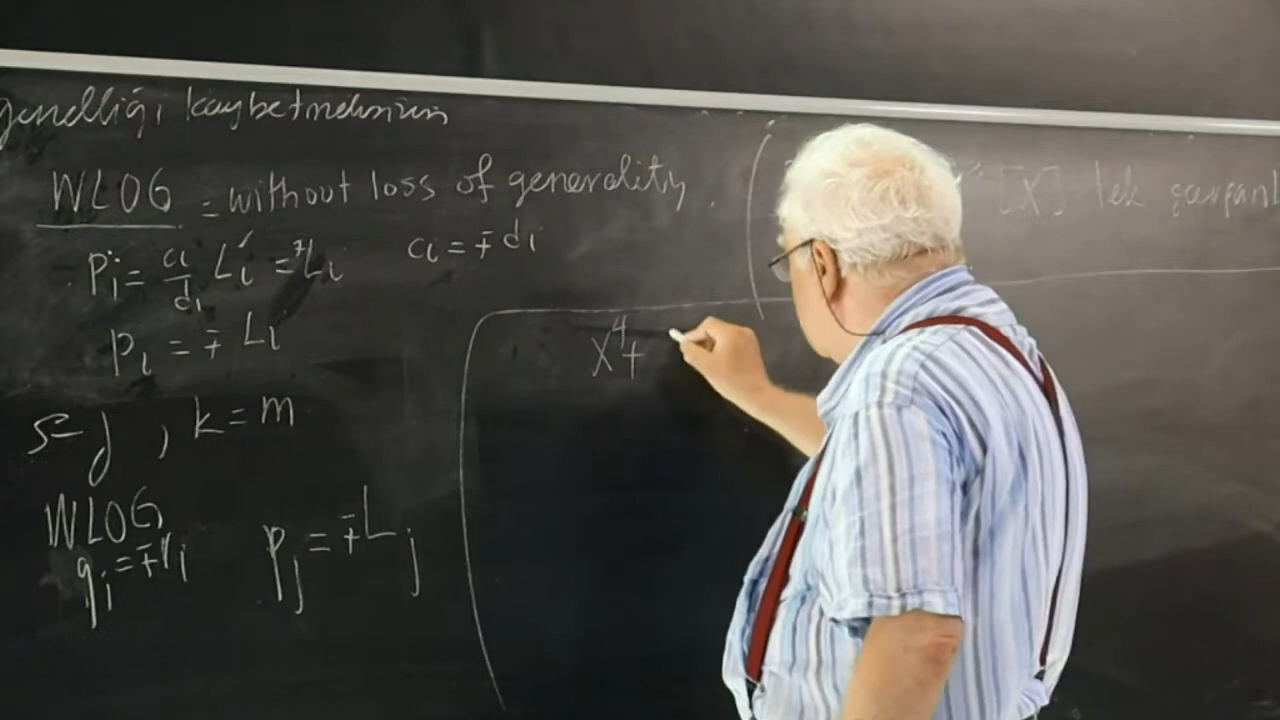 genelliği kaybetmeksizin
WLOG = without loss of generality.
Pi = ci/di Li = ∓Li   ci = ∓di
Pi = ∓Li
s = j, k = m
WLOG
qi = ∓ri   Pj = ∓Lj
[X] tek çarpanl
X⁴+